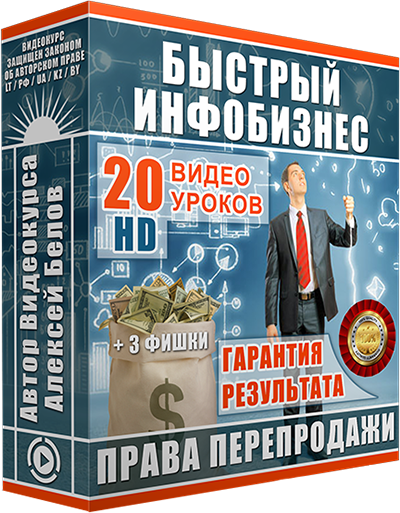 ВИДЕОКУРС
ЗАЩИЩЕН ЗАКОНОМ
ОБ АВТОРСКОМ ПРАВЕ
LT / РФ / UA / KZ / BY
Автор Видеокурса
Алексей Белов
БЫСТРЫЙ
ИНФОБИЗНЕС
20 ВИДЕО
УРОКОВ
HD
+ 3 ФИШКИ
$
ГАРАНТИЯ
РЕЗУЛЬТАТА
ПРАВА ПЕРЕПРОДАЖИ